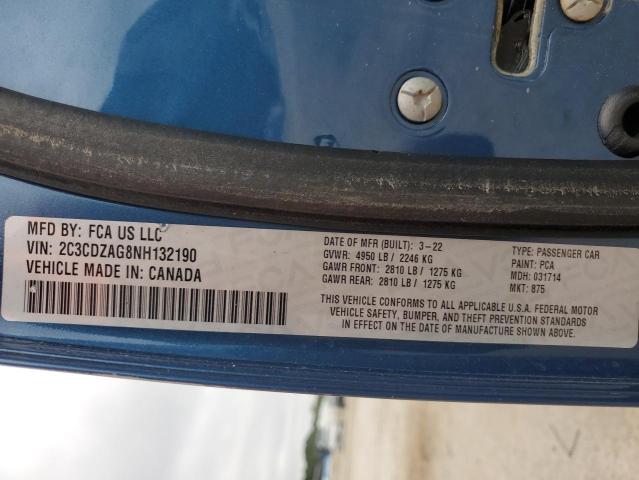 MFD BY: FCA US LLC
VIN: 2C3CDZAG8NH132190
VEHICLE MADE IN: CANADA
DATE OF MFR (BUILT): 3-22
GVWR: 4950 LB / 2246 KG
GAWR FRONT: 2810 LB / 1275 KG
GAWR REAR: 2810 LB / 1275 KG
TYPE: PASSENGER CAR
PAINT: PCA
MDH: 031714
MKT: 875
THIS VEHICLE CONFORMS TO ALL APPLICABLE U.S.A. FEDERAL MOTOR
VEHICLE SAFETY, BUMPER, AND THEFT PREVENTION STANDARDS
IN EFFECT ON THE DATE OF MANUFACTURE SHOWN ABOVE.